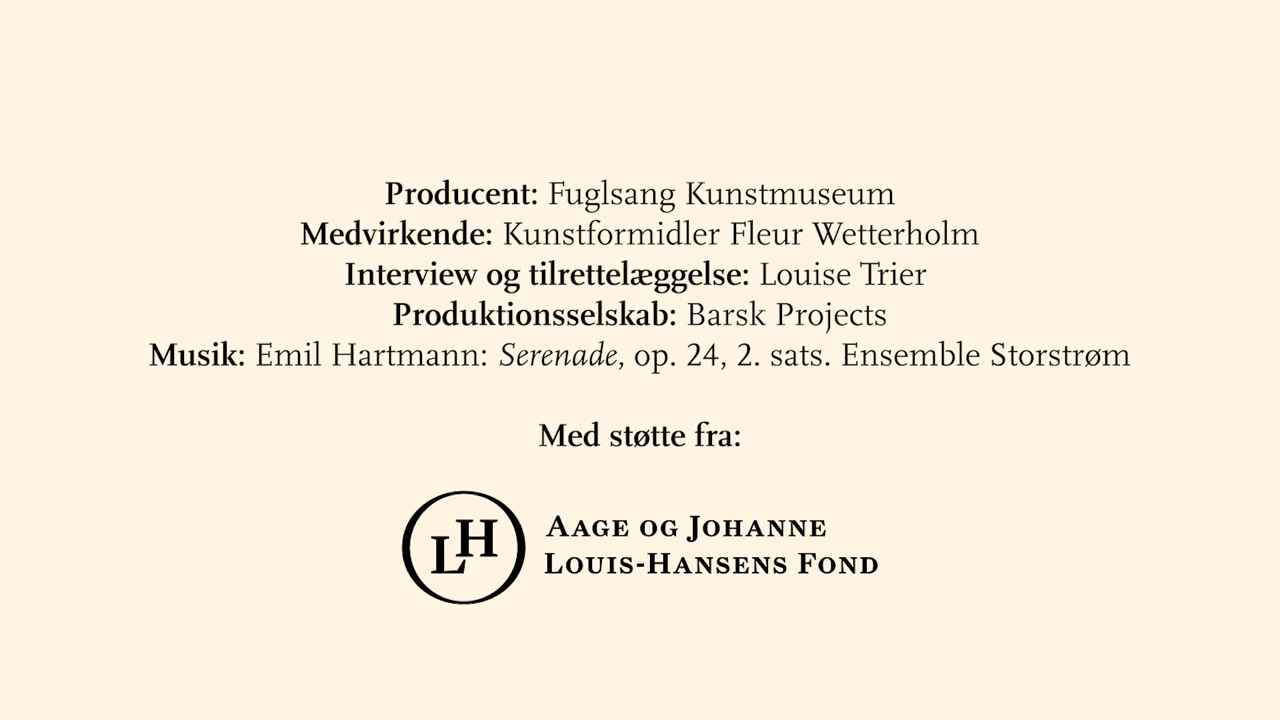 Producent: Fuglsang Kunstmuseum
Medvirkende: Kunstformidler Fleur Wetterholm
Interview og tilrettelæggelse: Louise Trier
Produktionsselskab: Barsk Projects
Musik: Emil Hartmann: Serenade, op. 24, 2. sats. Ensemble Storstrøm
Med støtte fra:
LH
Aage og Johanne
Louis-Hansens Fond